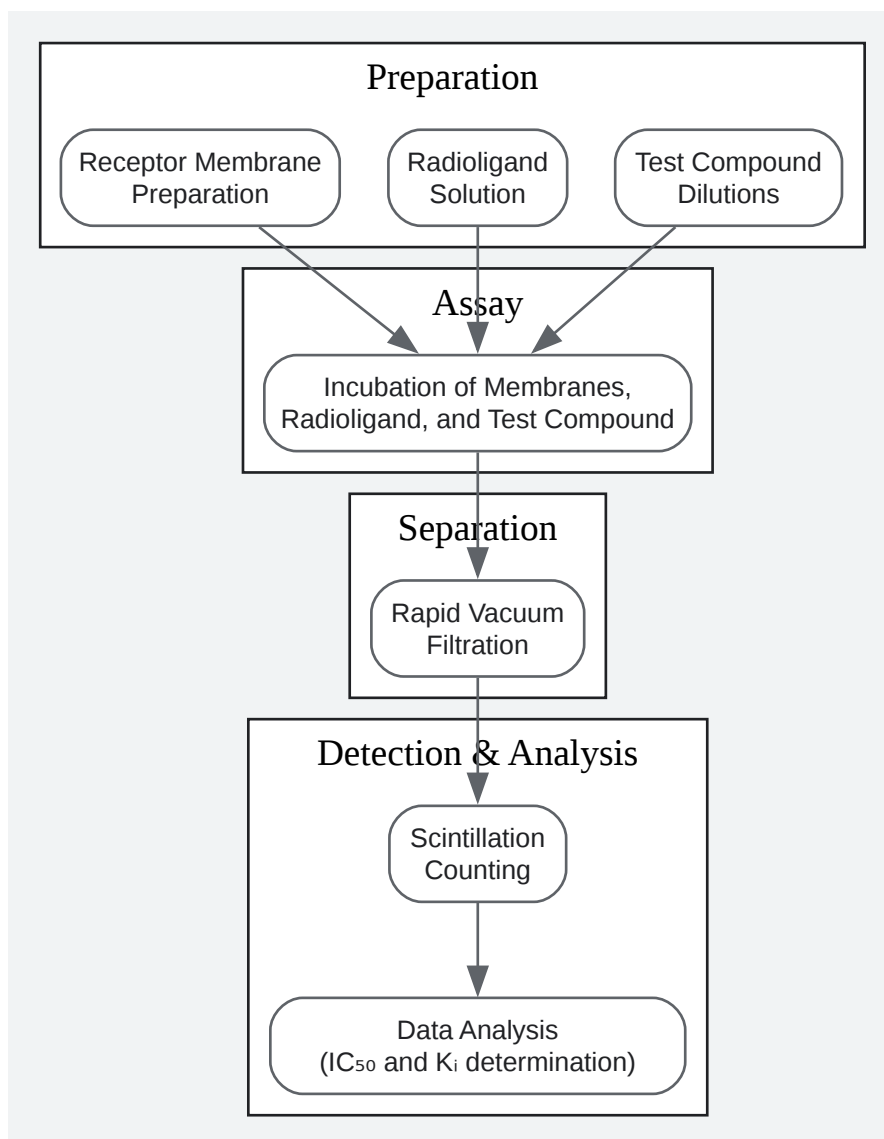 Preparation
Receptor Membrane
Preparation
Radioligand
Solution
Test Compound
Dilutions
Assay
Incubation of Membranes,
Radioligand, and Test Compound
Separation
Rapid Vacuum
Filtration
Detection & Analysis
Scintillation
Counting
Data Analysis
(IC₅₀ and Kᵢ determination)